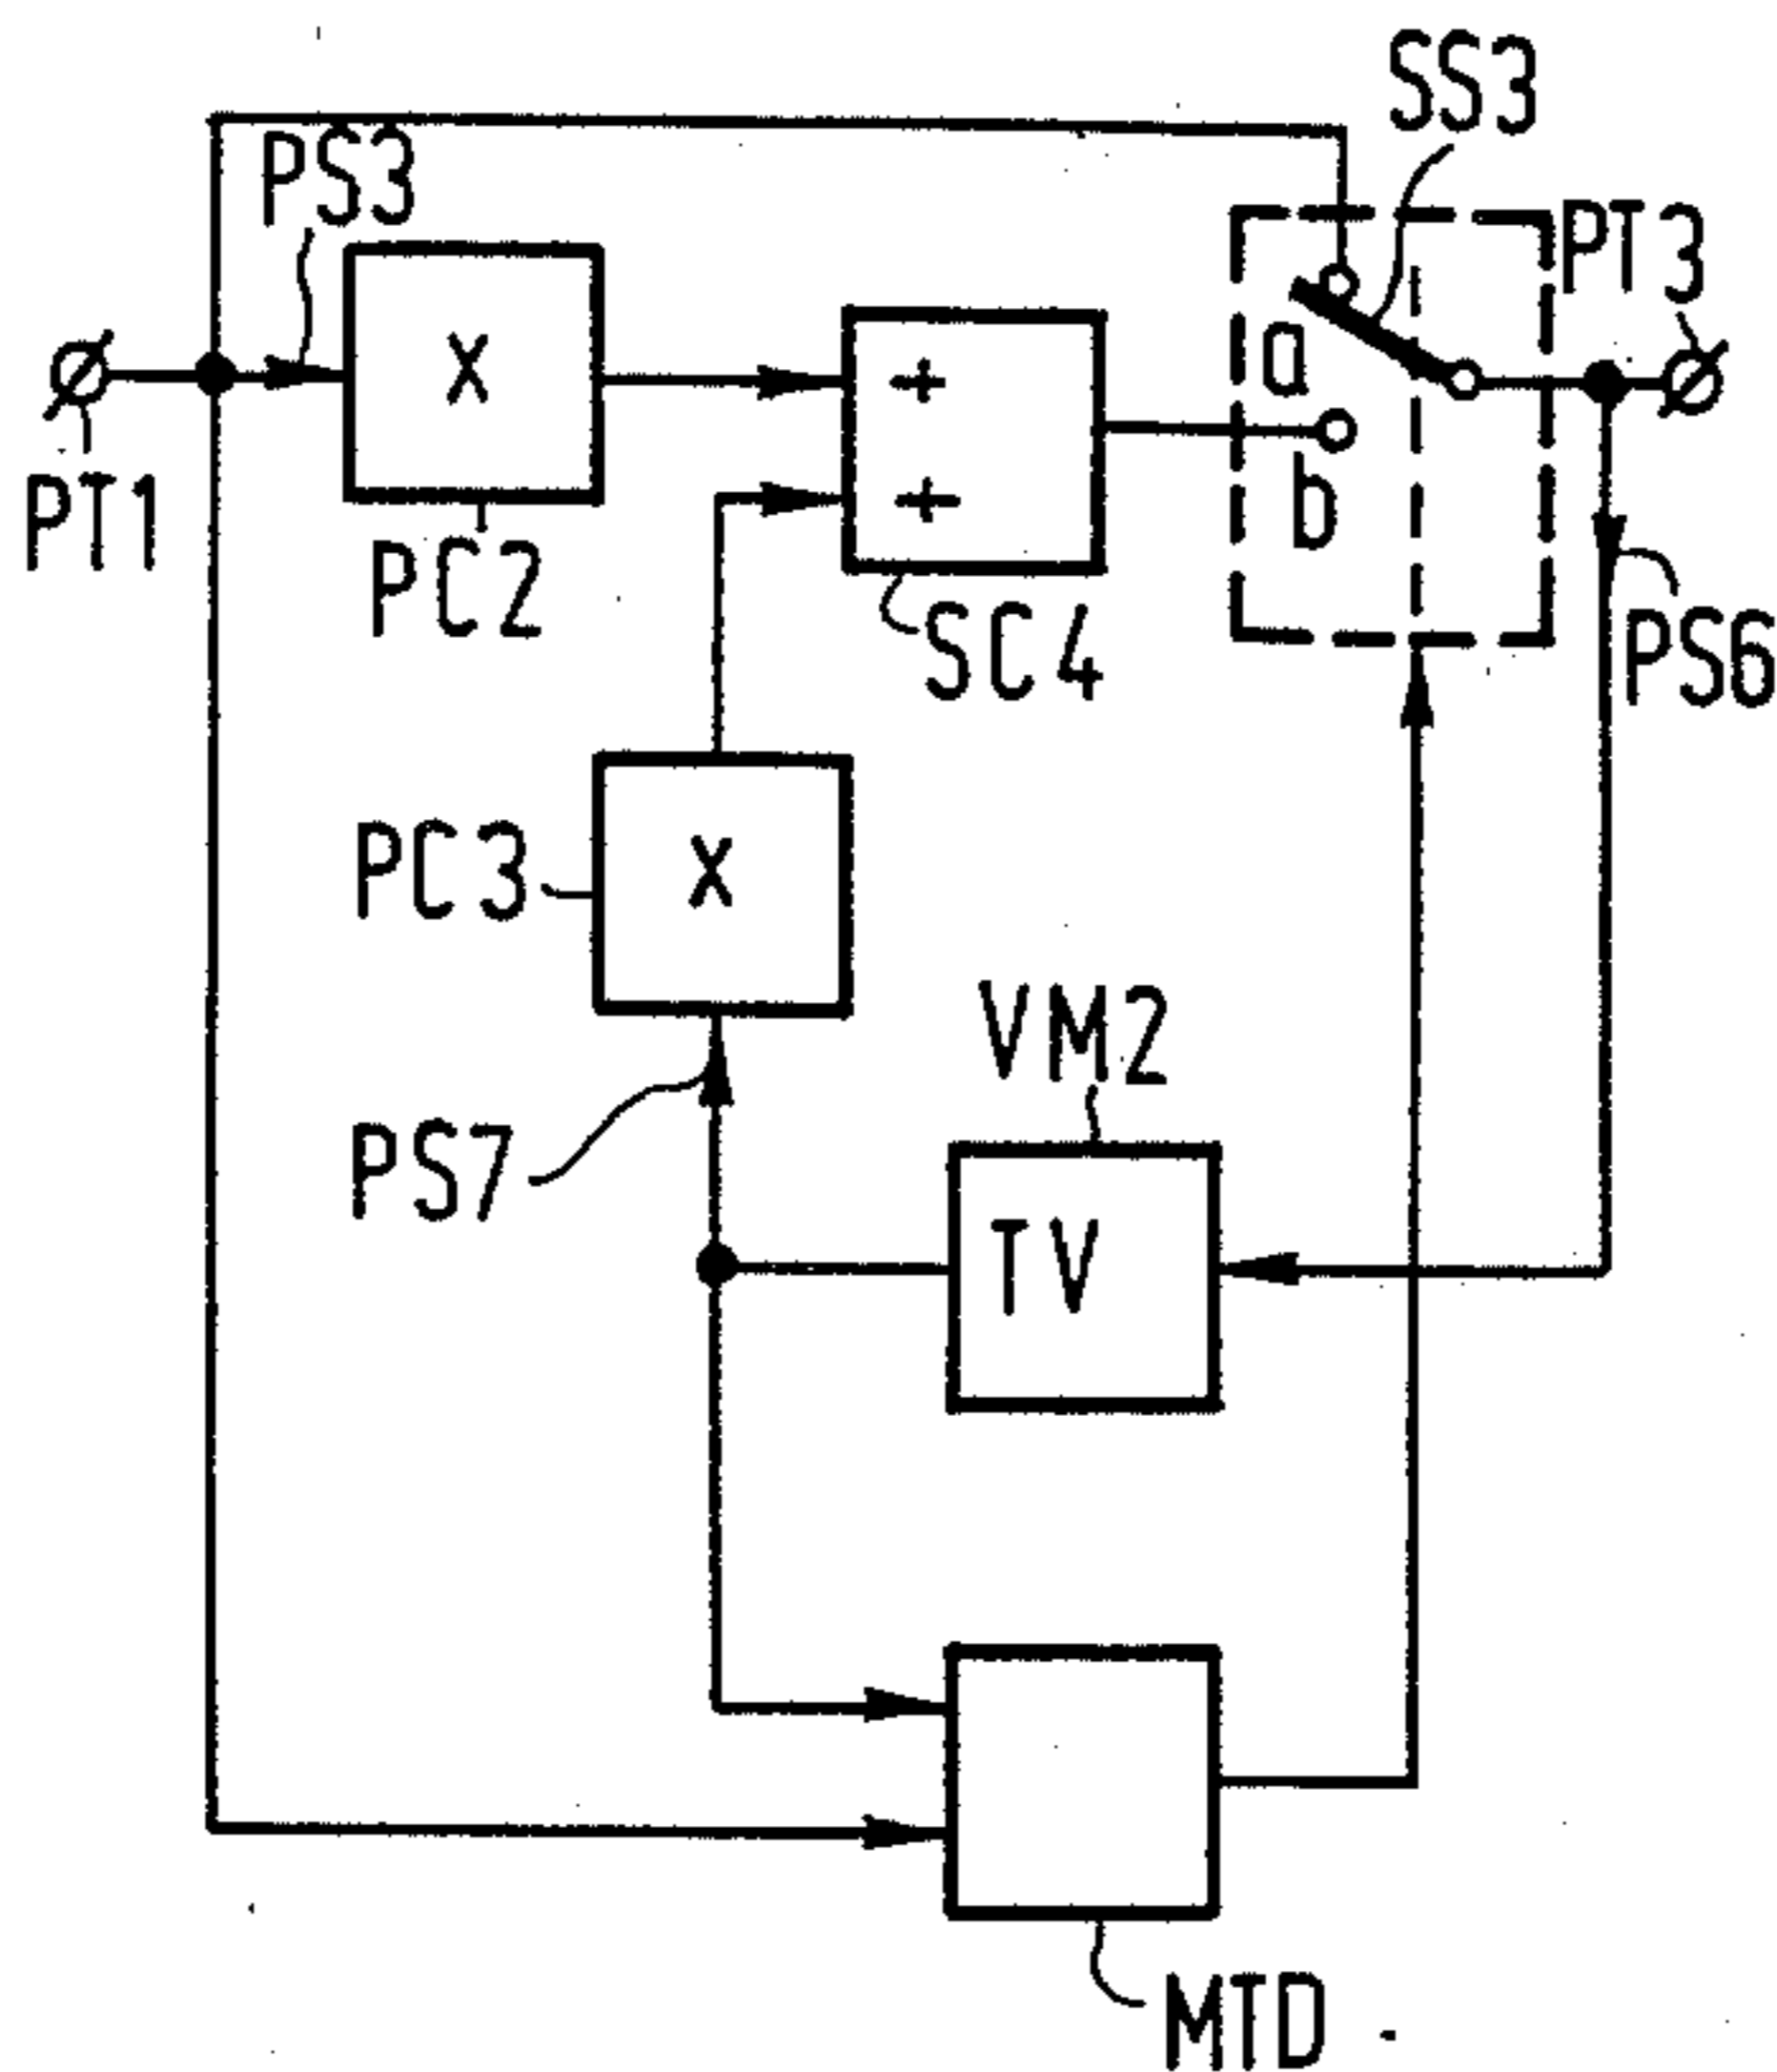 SS3
PS3
PT3
X
+
a
PT1
+
b
PC2
SC4
PS6
PC3
X
VM2
PS7
TV
MTD